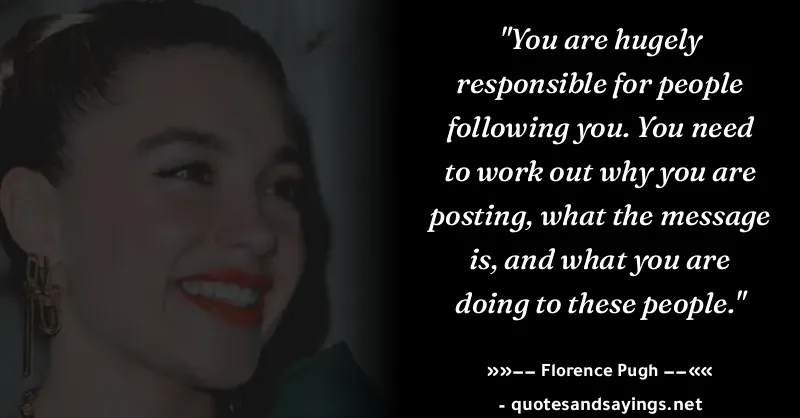 "You are hugely
responsible for people
following you. You need
to work out why you are
posting, what the message
is, and what you are
doing to these people."
»»−− Florence Pugh −−««
- quotesandsayings.net